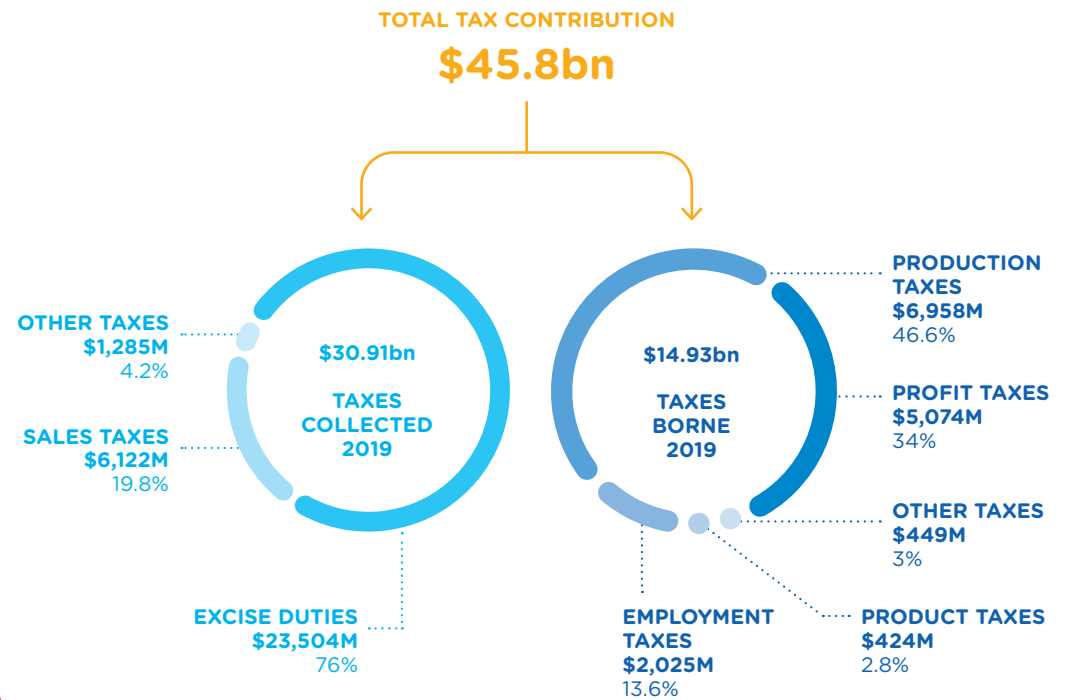 TOTAL TAX CONTRIBUTION
$45.8bn
OTHER TAXES
$1,285M
4.2%
SALES TAXES
$6,122M
19.8%
$30.91bn
TAXES
COLLECTED
2019
EXCISE DUTIES
$23,504M
76%
$14.93bn
TAXES
BORNE
2019
PRODUCTION
TAXES
$6,958M
46.6%
PROFIT TAXES
$5,074M
34%
OTHER TAXES
$449M
3%
EMPLOYMENT
TAXES
$2,025M
13.6%
PRODUCT TAXES
$424M
2.8%